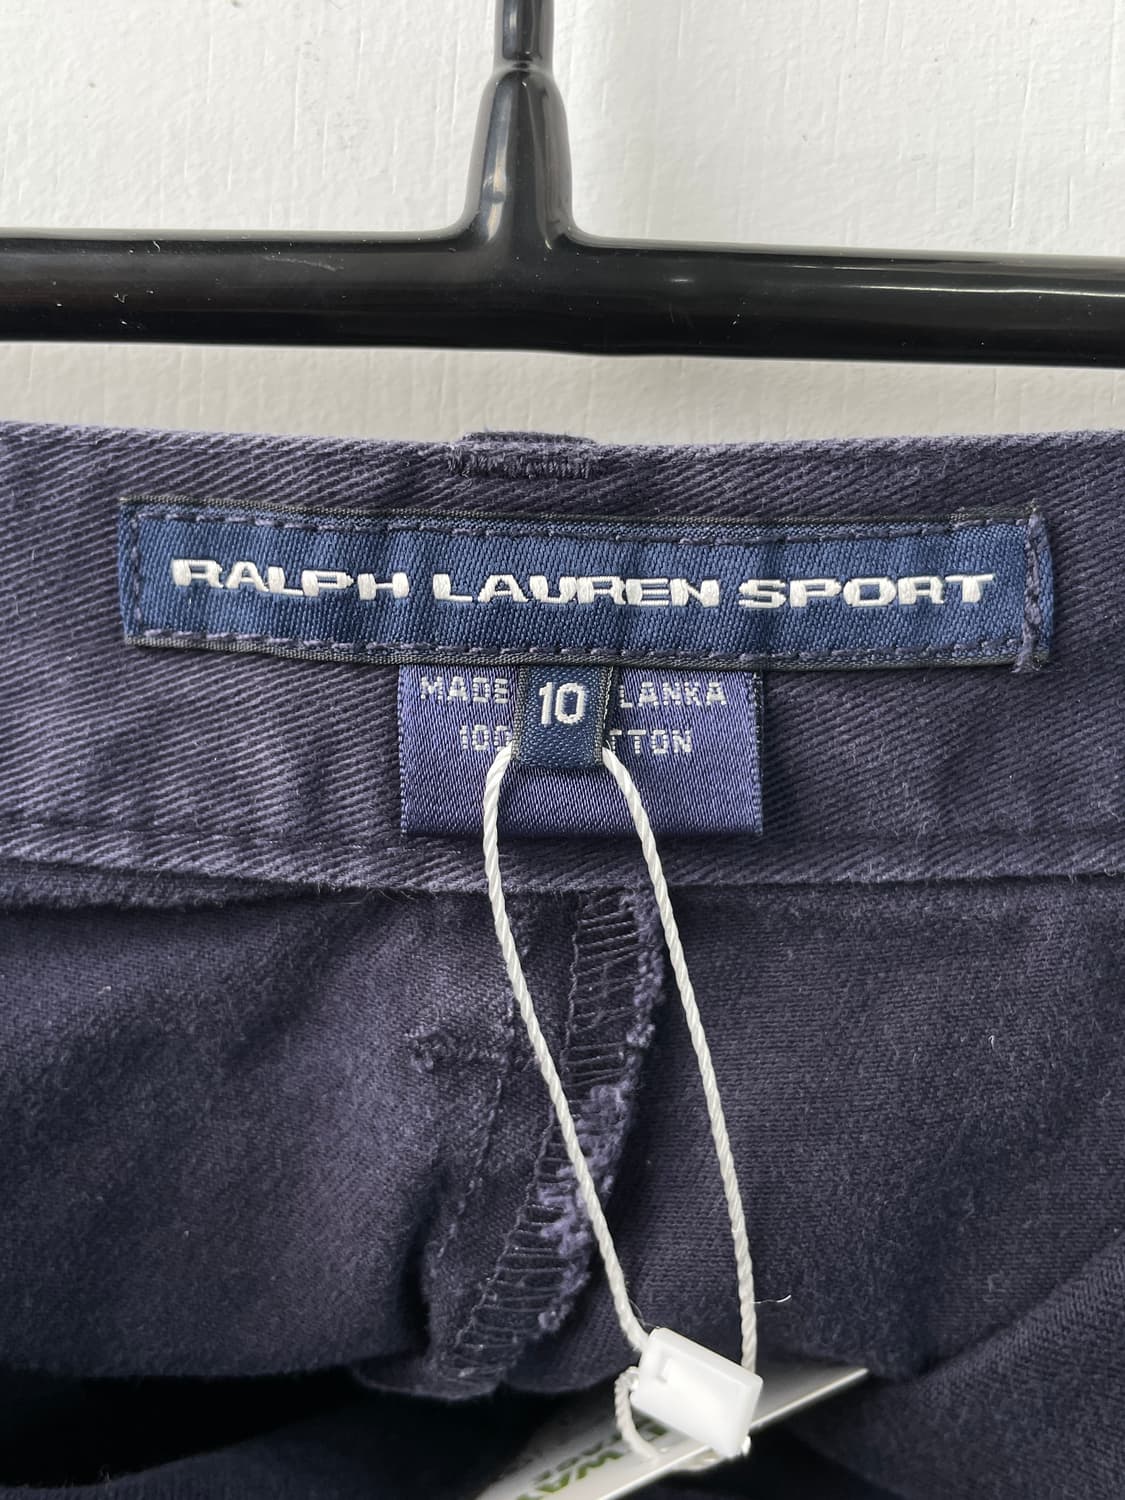 RALPH LAUREN SPORT
MADE 10 LANKA
100 TTON